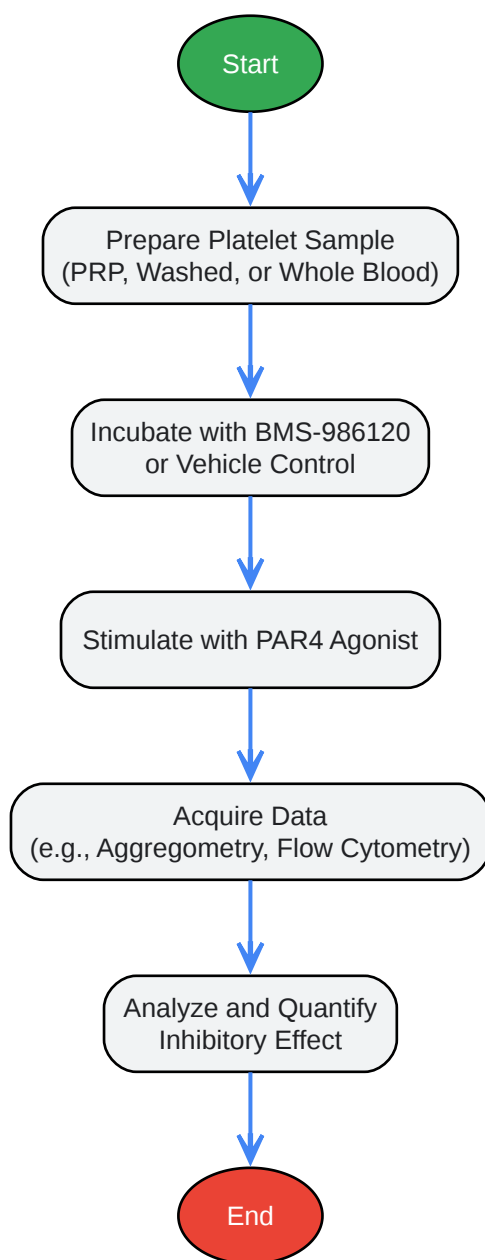 Start
Prepare Platelet Sample
(PRP, Washed, or Whole Blood)
Incubate with BMS-986120
or Vehicle Control
Stimulate with PAR4 Agonist
Acquire Data
(e.g., Aggregometry, Flow Cytometry)
Analyze and Quantify
Inhibitory Effect
End